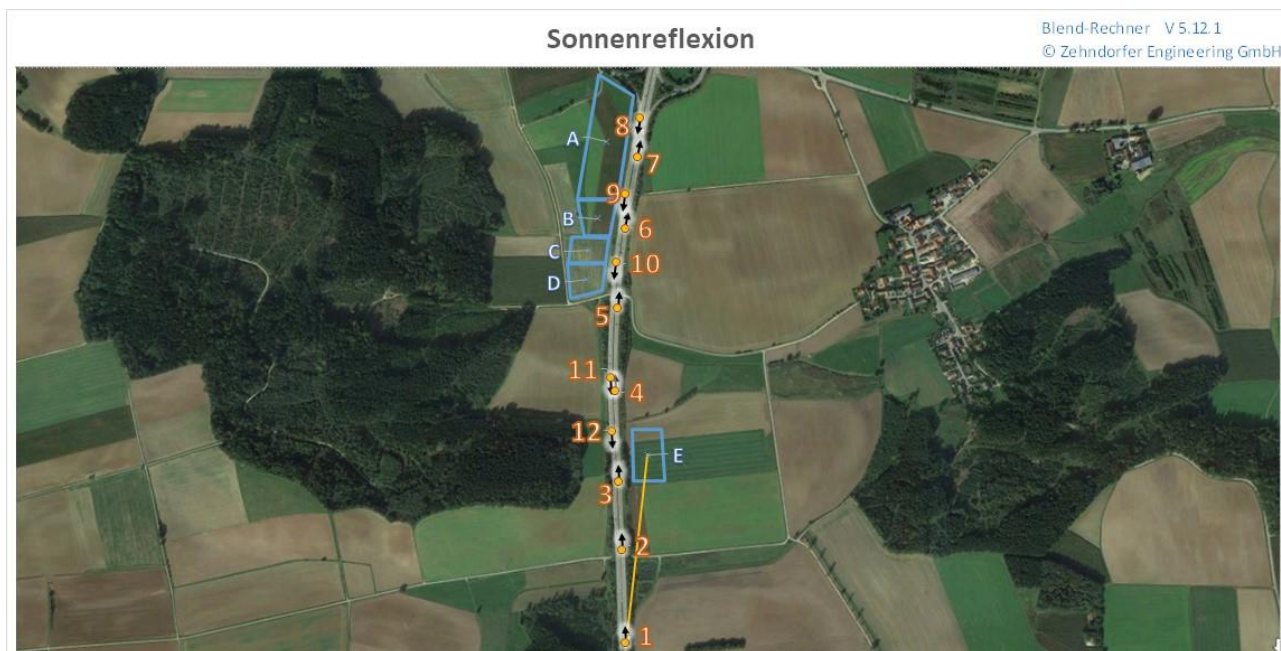 Sonnenreflexion
Blend-Rechner V 5.12.1
© Zehndorfer Engineering GmbH
8
A
7
9
B
6
C
10
D
5
11
4
12
E
3
2
1